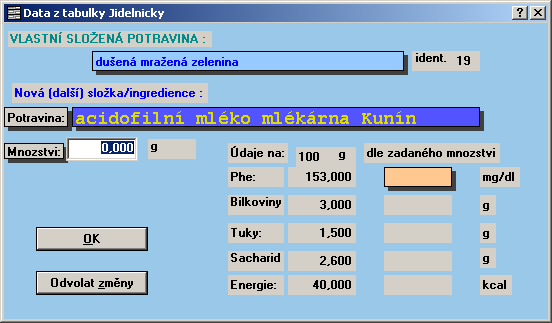 Data z tabulky Jidelnicky
VLASTNÍ SLOŽENÁ POTRAVINA :
dušená mražená zelenina
ident. 19
Nová (další) složka/ingredience :
Potravina: acidofilní mléko mlékárna Kunín
Mnozstvi: 0,000 g
Údaje na: 100 g dle zadaného mnozstvi
Phe: 153,000 mg/dl
Bilkoviny 3,000 g
Tuky: 1,500 g
Sacharid 2,600 g
Energie: 40,000 kcal
OK
Odvolat změny